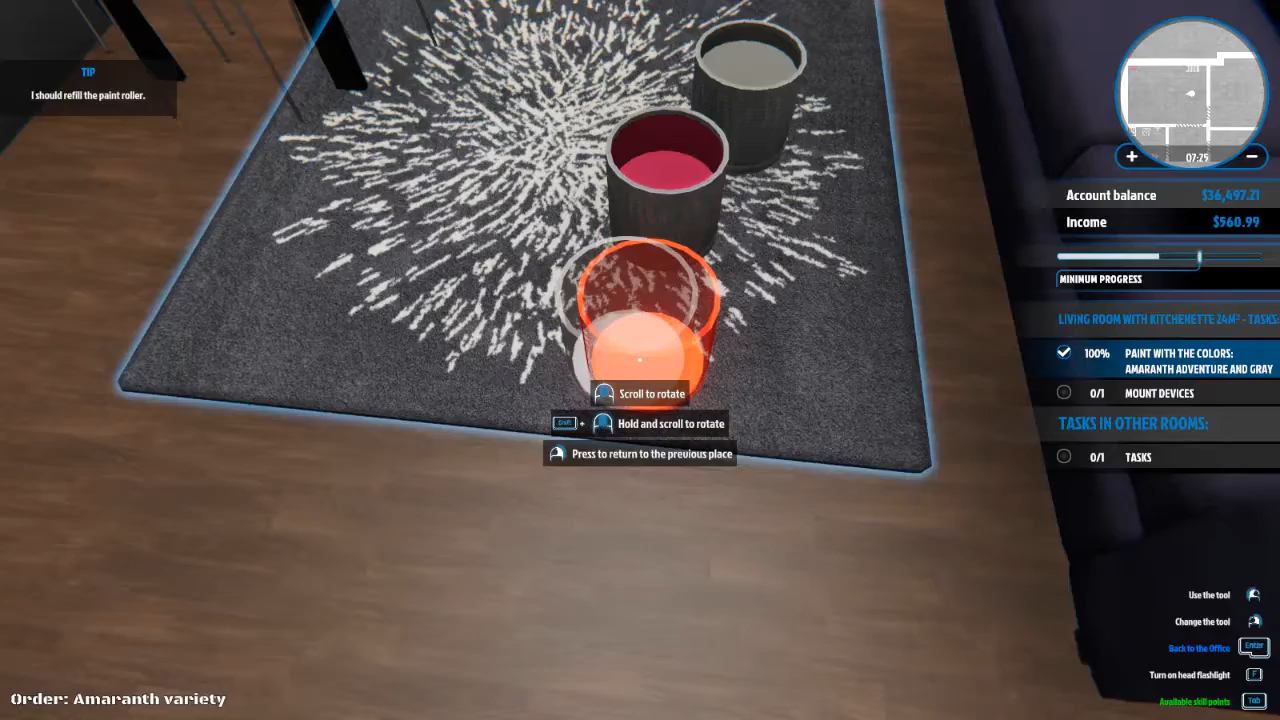 TIP
I should refill the paint roller.
07:25
Account balance $36,497.21
Income $560.99
MINIMUM PROGRESS
LIVING ROOM WITH KITCHENETTE 24M² - TASKS:
100% PAINT WITH THE COLORS:
AMARANTH ADVENTURE AND GRAY
0/1 MOUNT DEVICES
TASKS IN OTHER ROOMS:
0/1 TASKS
Scroll to rotate
Shift + Hold and scroll to rotate
Press to return to the previous place
Use the tool
Change the tool
Back to the Office Enter
Turn on head flashlight F
Available skill points Tab
Order: Amaranth variety